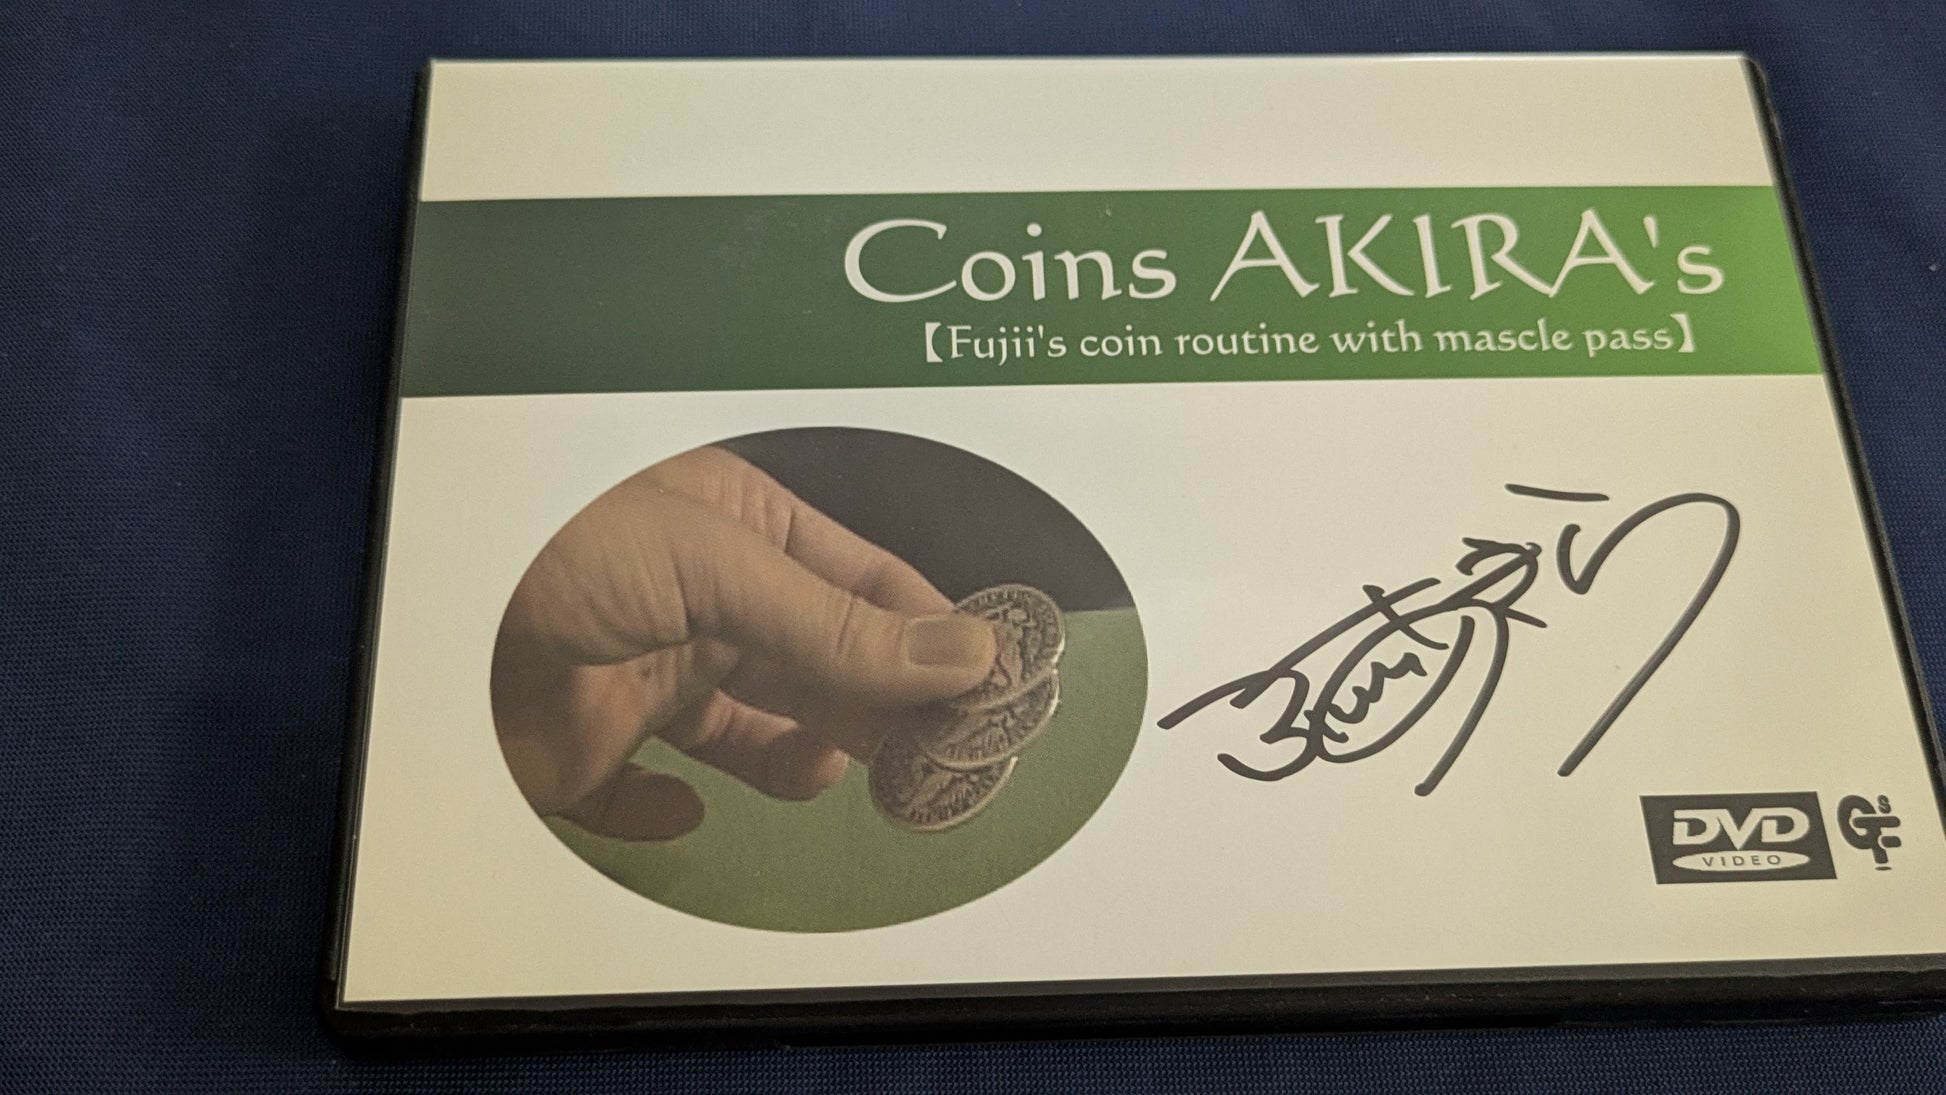 Coins AKIRA's
【Fujii's coin routine with mascle pass】
DVD
VIDEO